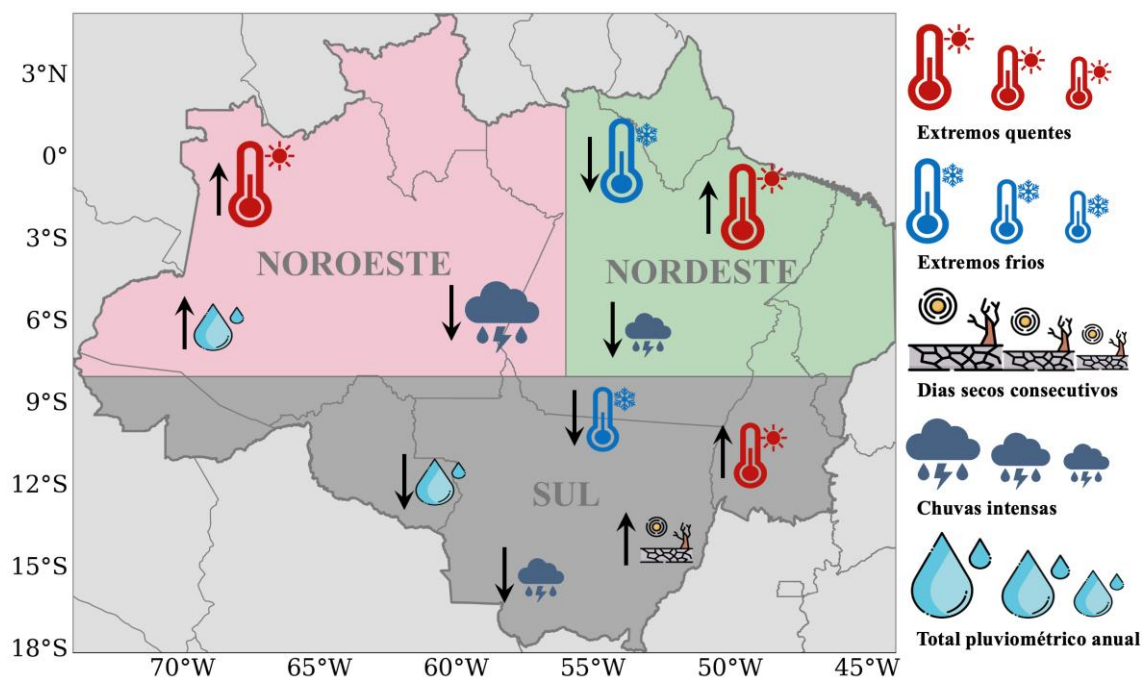 3°N
0°
3°S
6°S
9°S
12°S
15°S
18°S
70°W
65°W
60°W
55°W
50°W
45°W
NOROESTE
NORDESTE
SUL
Extremos quentes
Extremos frios
Dias secos consecutivos
Chuvas intensas
Total pluviométrico anual